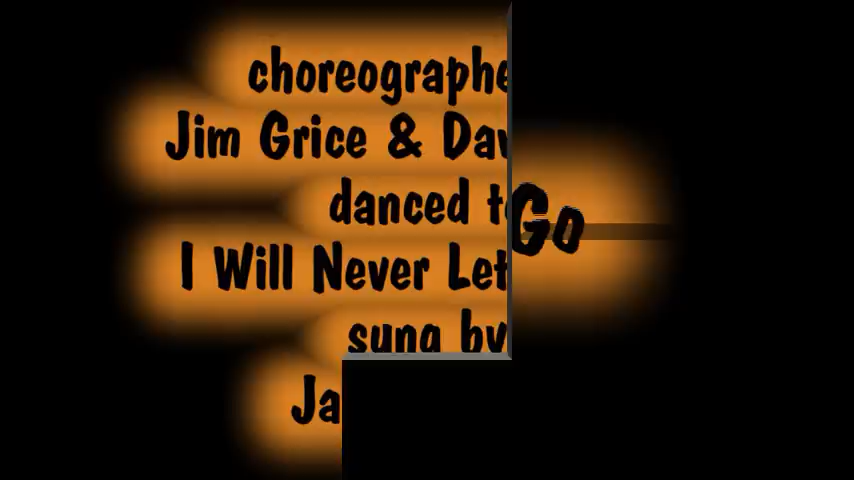 choreographe
Jim Grice & Dav
danced t
Go
I Will Never Let
sung by
Ja